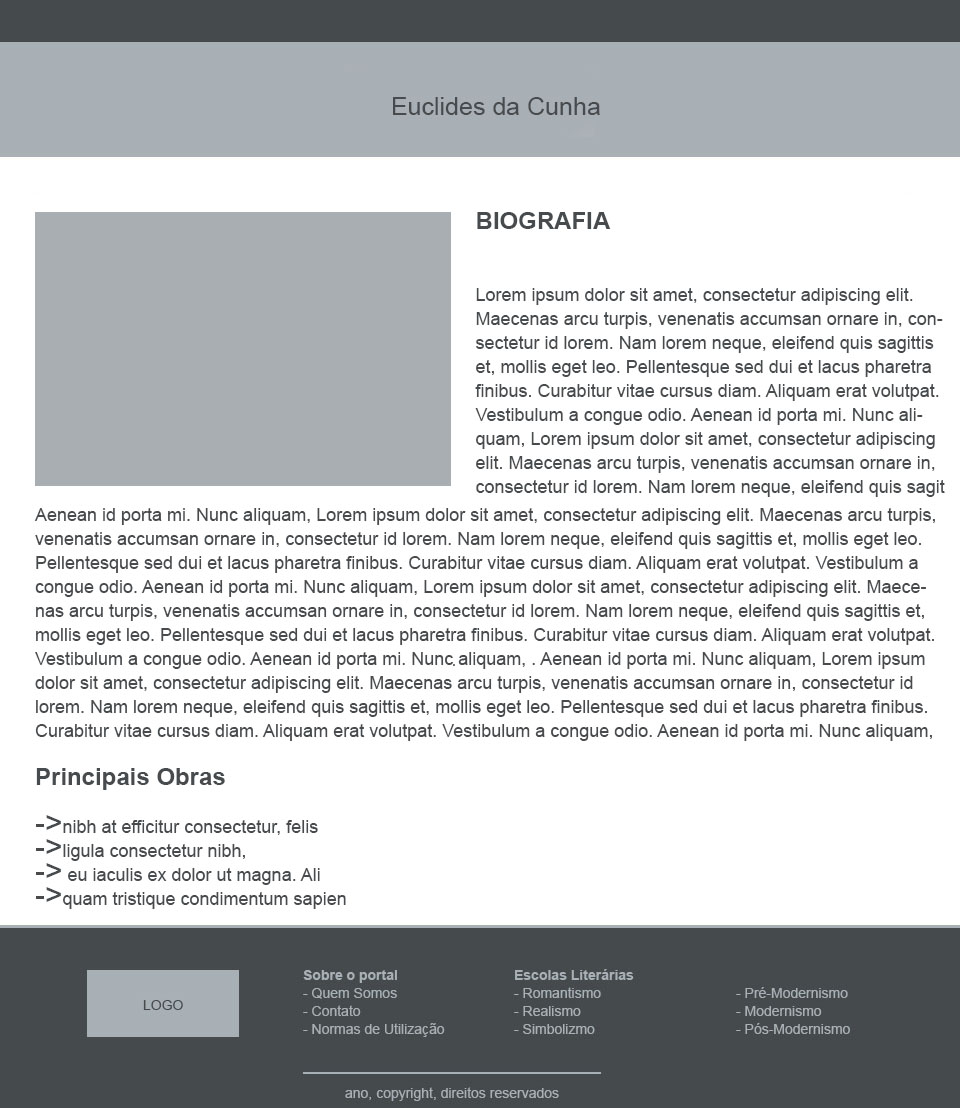 Euclides da Cunha
BIOGRAFIA
Lorem ipsum dolor sit amet, consectetur adipiscing elit.
Maecenas arcu turpis, venenatis accumsan ornare in, con-
sectetur id lorem. Nam lorem neque, eleifend quis sagittis
et, mollis eget leo. Pellentesque sed dui et lacus pharetra
finibus. Curabitur vitae cursus diam. Aliquam erat volutpat.
Vestibulum a congue odio. Aenean id porta mi. Nunc ali-
quam, Lorem ipsum dolor sit amet, consectetur adipiscing
elit. Maecenas arcu turpis, venenatis accumsan ornare in,
consectetur id lorem. Nam lorem neque, eleifend quis sagit
Aenean id porta mi. Nunc aliquam, Lorem ipsum dolor sit amet, consectetur adipiscing elit. Maecenas arcu turpis,
venenatis accumsan ornare in, consectetur id lorem. Nam lorem neque, eleifend quis sagittis et, mollis eget leo.
Pellentesque sed dui et lacus pharetra finibus. Curabitur vitae cursus diam. Aliquam erat volutpat. Vestibulum a
congue odio. Aenean id porta mi. Nunc aliquam, Lorem ipsum dolor sit amet, consectetur adipiscing elit. Maece-
nas arcu turpis, venenatis accumsan ornare in, consectetur id lorem. Nam lorem neque, eleifend quis sagittis et,
mollis eget leo. Pellentesque sed dui et lacus pharetra finibus. Curabitur vitae cursus diam. Aliquam erat volutpat.
Vestibulum a congue odio. Aenean id porta mi. Nunc aliquam, . Aenean id porta mi. Nunc aliquam, Lorem ipsum
dolor sit amet, consectetur adipiscing elit. Maecenas arcu turpis, venenatis accumsan ornare in, consectetur id
lorem. Nam lorem neque, eleifend quis sagittis et, mollis eget leo. Pellentesque sed dui et lacus pharetra finibus.
Curabitur vitae cursus diam. Aliquam erat volutpat. Vestibulum a congue odio. Aenean id porta mi. Nunc aliquam,
Principais Obras
->nibh at efficitur consectetur, felis
->ligula consectetur nibh,
-> eu iaculis ex dolor ut magna. Ali
->quam tristique condimentum sapien
LOGO
Sobre o portal
- Quem Somos
- Contato
- Normas de Utilização
Escolas Literárias
- Romantismo
- Realismo
- Simbolizmo
- Pré-Modernismo
- Modernismo
- Pós-Modernismo
ano, copyright, direitos reservados